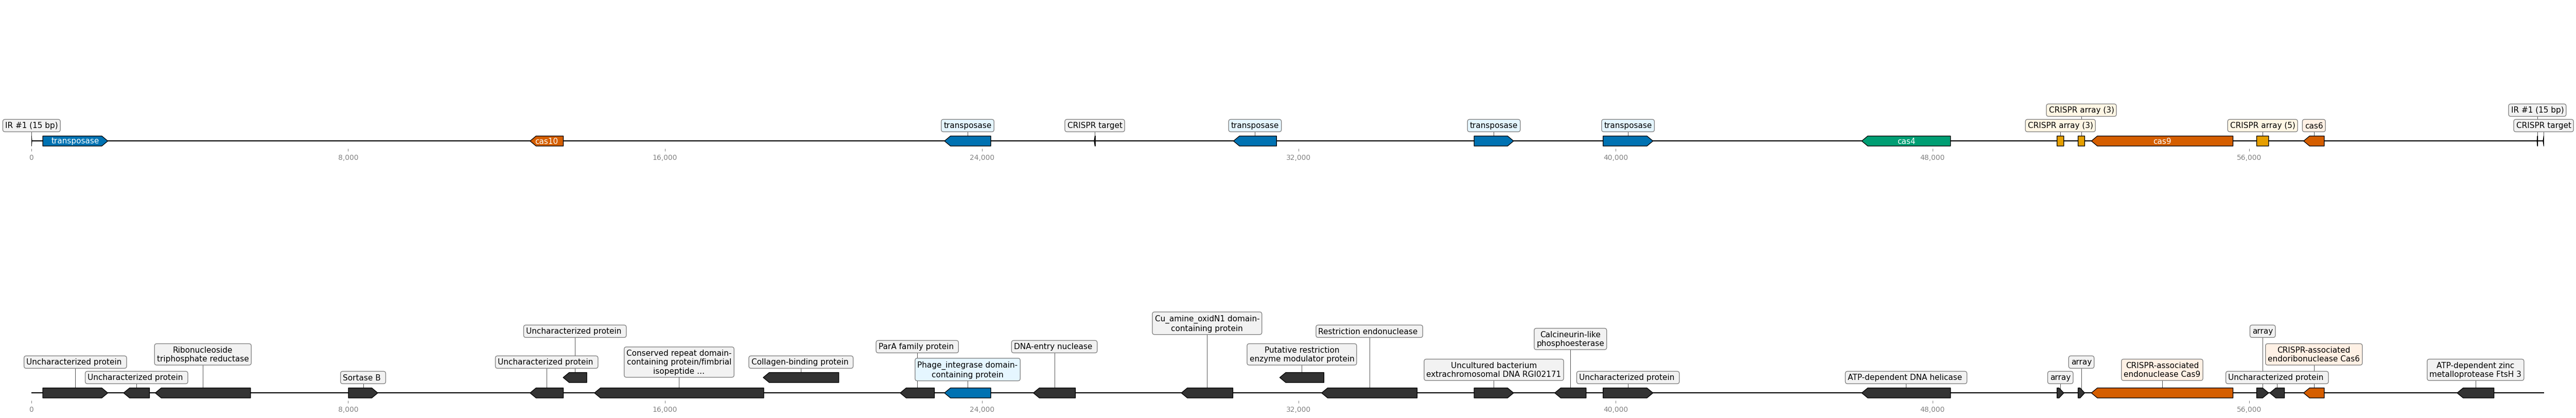 CRISPR array (3)
IR #1 (15 bp)
IR #1 (15 bp)
transposase
CRISPR target
transposase
transposase
transposase
CRISPR array (3)
CRISPR array (5)
cas6
CRISPR target
transposase
cas10
cas4
cas9
0
8,000
16,000
24,000
32,000
40,000
48,000
56,000
Cu_amine_oxidN1 domain-
containing protein
Uncharacterized protein
Restriction endonuclease
array
Calcineurin-like
phosphoesterase
Ribonucleoside
triphosphate reductase
ParA family protein
DNA-entry nuclease
Putative restriction
enzyme modulator protein
CRISPR-associated
endoribonuclease Cas6
Uncharacterized protein
Uncharacterized protein
Conserved repeat domain-
containing protein/fimbrial
isopeptide ...
Collagen-binding protein
Phage_integrase domain-
containing protein
Uncultured bacterium
extrachromosomal DNA RGI02171
array
CRISPR-associated
endonuclease Cas9
ATP-dependent zinc
metalloprotease FtsH 3
Uncharacterized protein
Sortase B
Uncharacterized protein
ATP-dependent DNA helicase
array
Uncharacterized protein
0
8,000
16,000
24,000
32,000
40,000
48,000
56,000